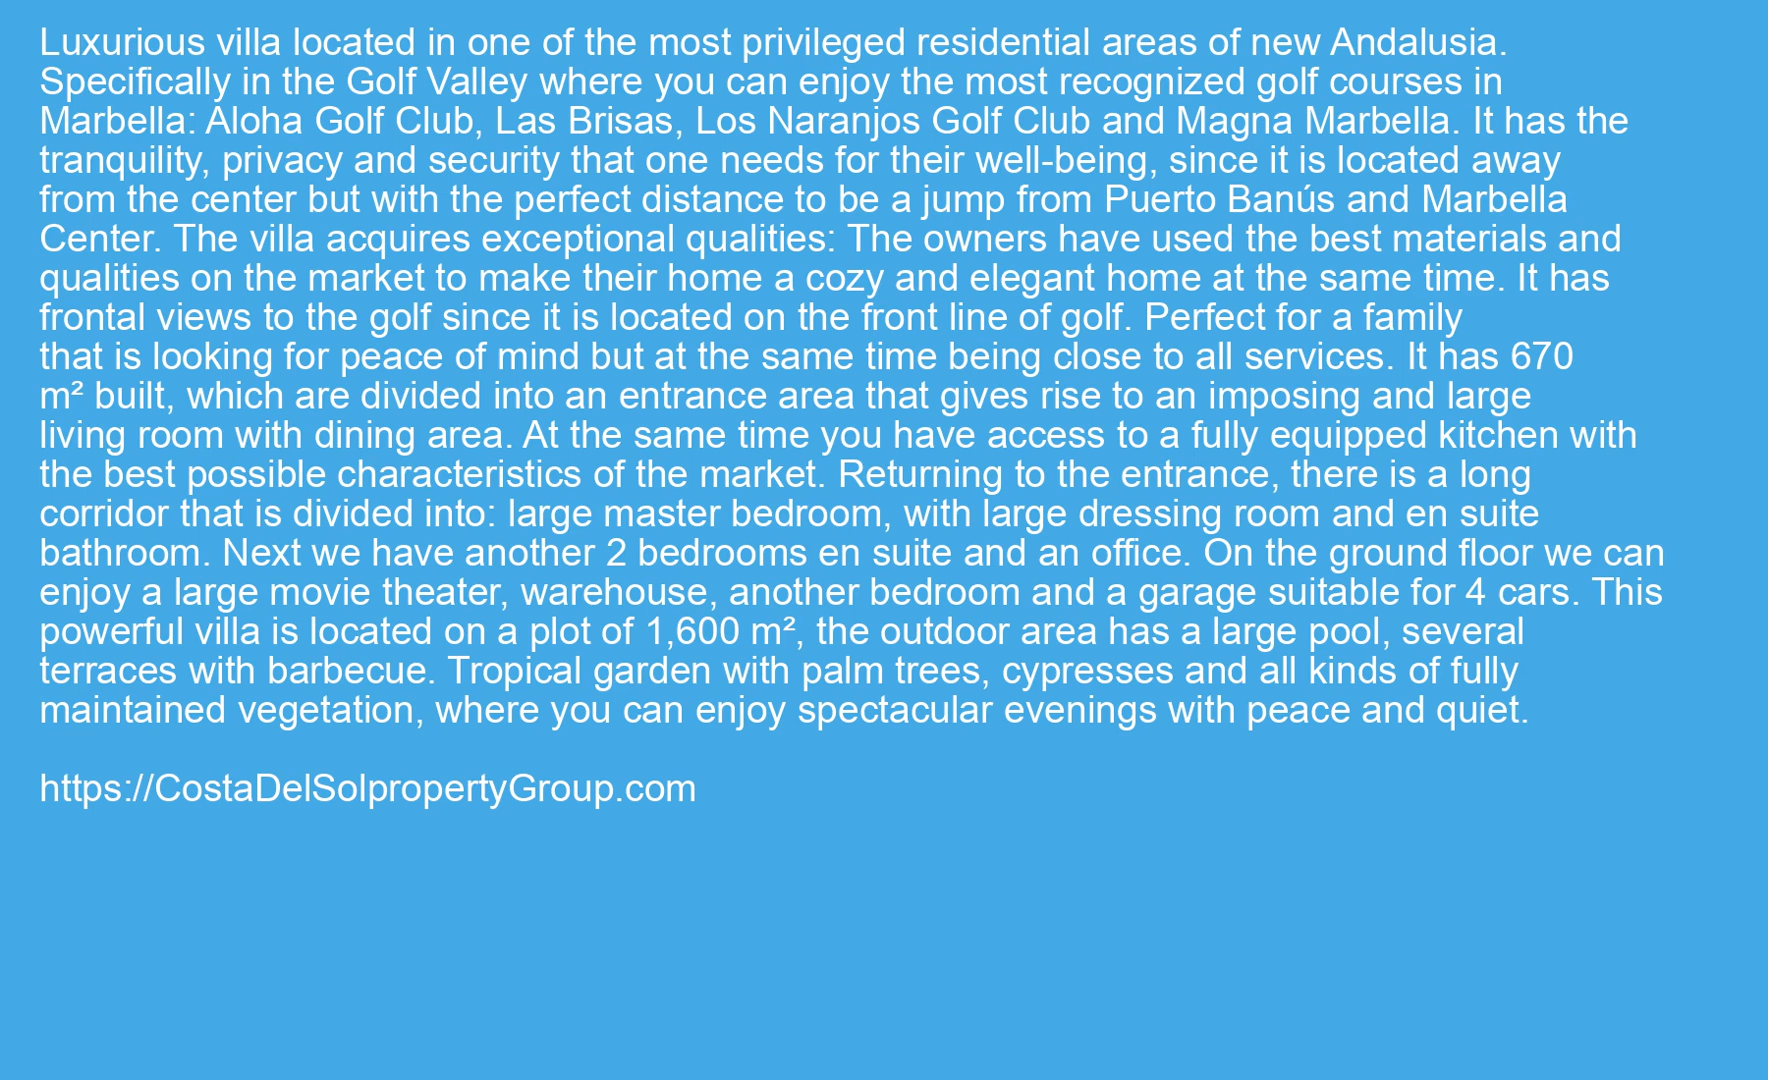 Luxurious villa located in one of the most privileged residential areas of new Andalusia.
Specifically in the Golf Valley where you can enjoy the most recognized golf courses in
Marbella: Aloha Golf Club, Las Brisas, Los Naranjos Golf Club and Magna Marbella. It has the
tranquility, privacy and security that one needs for their well-being, since it is located away
from the center but with the perfect distance to be a jump from Puerto Banús and Marbella
Center. The villa acquires exceptional qualities: The owners have used the best materials and
qualities on the market to make their home a cozy and elegant home at the same time. It has
frontal views to the golf since it is located on the front line of golf. Perfect for a family
that is looking for peace of mind but at the same time being close to all services. It has 670
m² built, which are divided into an entrance area that gives rise to an imposing and large
living room with dining area. At the same time you have access to a fully equipped kitchen with
the best possible characteristics of the market. Returning to the entrance, there is a long
corridor that is divided into: large master bedroom, with large dressing room and en suite
bathroom. Next we have another 2 bedrooms en suite and an office. On the ground floor we can
enjoy a large movie theater, warehouse, another bedroom and a garage suitable for 4 cars. This
powerful villa is located on a plot of 1,600 m², the outdoor area has a large pool, several
terraces with barbecue. Tropical garden with palm trees, cypresses and all kinds of fully
maintained vegetation, where you can enjoy spectacular evenings with peace and quiet.
https://CostaDelSolpropertyGroup.com